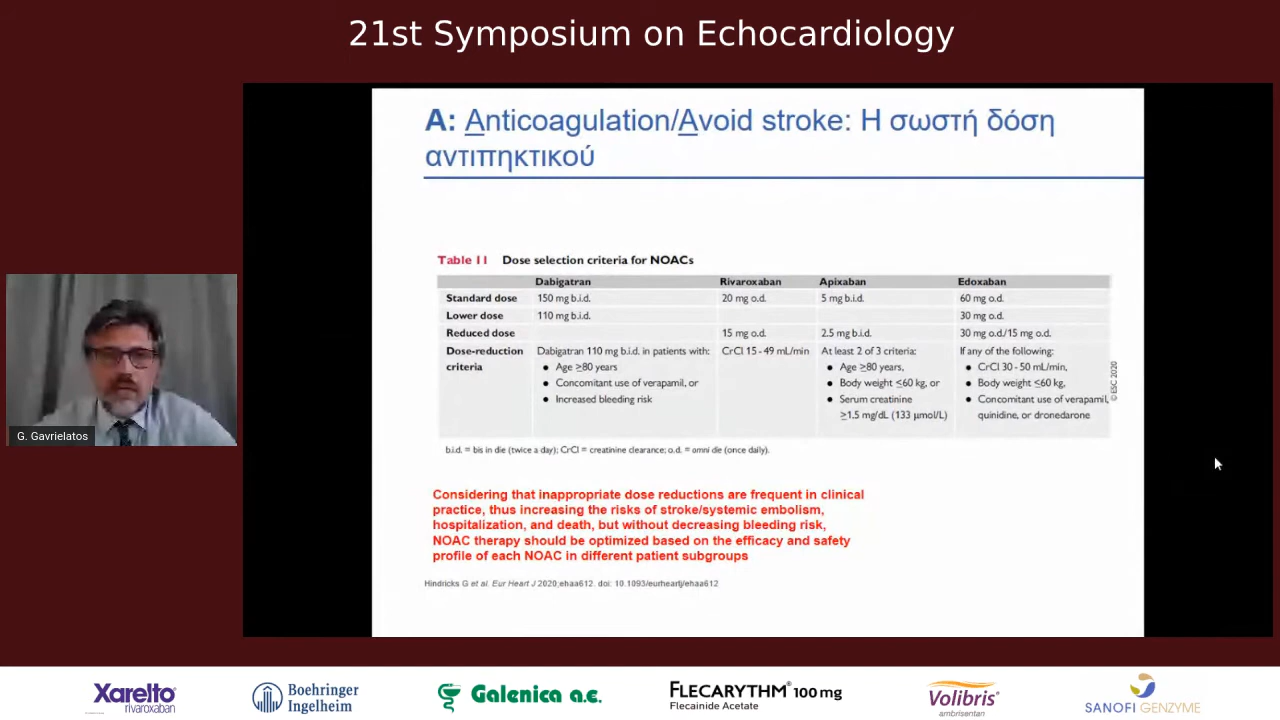 21st Symposium on Echocardiology
A: Anticoagulation/Avoid stroke: Η σωστή δόση
αντιπηκτικού
Table 11 Dose selection criteria for NOACs
Dabigatran Rivaroxaban Apixaban Edoxaban
Standard dose 150 mg b.i.d. 20 mg o.d. 5 mg b.i.d. 60 mg o.d.
Lower dose 110 mg b.i.d. 30 mg o.d.
Reduced dose 15 mg o.d. 2.5 mg b.i.d. 30 mg o.d./15 mg o.d.
Dose-reduction Dabigatran 110 mg b.i.d. in patients with: CrCl 15 - 49 mL/min At least 2 of 3 criteria: If any of the following:
criteria • Age ≥80 years • Age ≥80 years, • CrCl 30 - 50 mL/min,
• Concomitant use of verapamil, or • Body weight ≤60 kg, or • Body weight ≤60 kg,
• Increased bleeding risk • Serum creatinine • Concomitant use of verapamil,
≥1.5 mg/dL (133 μmol/L) quinidine, or dronedarone
© ESC 2020
b.i.d. = bis in die (twice a day); CrCl = creatinine clearance; o.d. = omni die (once daily).
Considering that inappropriate dose reductions are frequent in clinical
practice, thus increasing the risks of stroke/systemic embolism,
hospitalization, and death, but without decreasing bleeding risk,
NOAC therapy should be optimized based on the efficacy and safety
profile of each NOAC in different patient subgroups
Hindricks G et al. Eur Heart J 2020;ehaa612. doi: 10.1093/eurheartj/ehaa612
G. Gavrielatos
Xarelto
rivaroxaban
Boehringer
Ingelheim
Galenica α.ε.
FLECARYTHM® 100 mg
Flecainide Acetate
Volibris®
ambrisentan
SANOFI GENZYME